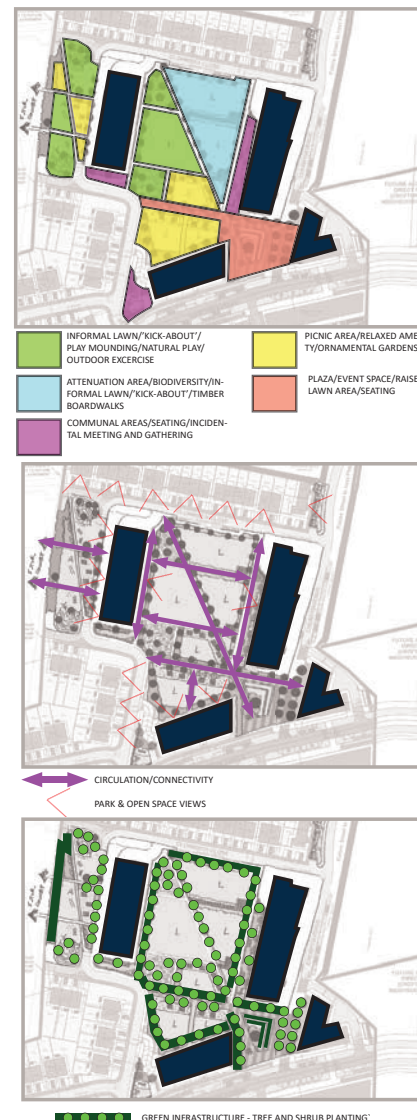 INFORMAL LAWN/'KICK-ABOUT'/
PLAY MOUNDING/NATURAL PLAY/
OUTDOOR EXCERCISE
PICNIC AREA/RELAXED AME
TY/ORNAMENTAL GARDENS
ATTENUATION AREA/BIODIVERSITY/IN-
FORMAL LAWN/'KICK-ABOUT'/TIMBER
BOARDWALKS
PLAZA/EVENT SPACE/RAISE
LAWN AREA/SEATING
COMMUNAL AREAS/SEATING/INCIDEN-
TAL MEETING AND GATHERING
CIRCULATION/CONNECTIVITY
PARK & OPEN SPACE VIEWS
GREEN INFRASTRUCTURE - TREE AND SHRUB PLANTING